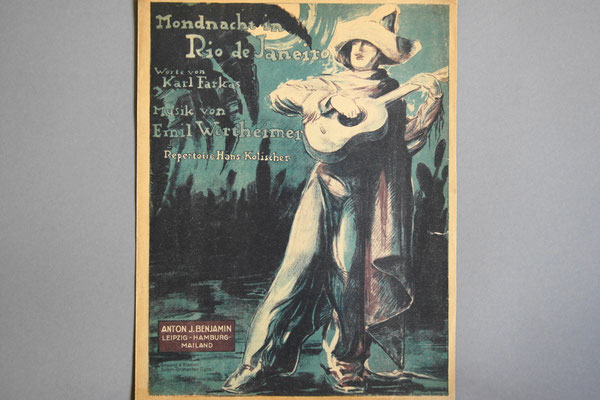 Mondnacht in
Rio de Janeiro
Worte von
Karl Farkas
Musik von
Emil Wertheimer
Repertoire Hans Kolischer
ANTON J. BENJAMIN
LEIPZIG - HAMBURG -
MAILAND